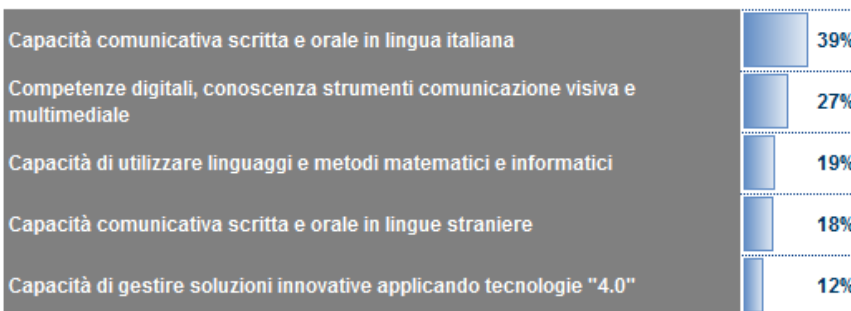 Capacità comunicativa scritta e orale in lingua italiana 39%
Competenze digitali, conoscenza strumenti comunicazione visiva e
multimediale 27%
Capacità di utilizzare linguaggi e metodi matematici e informatici 19%
Capacità comunicativa scritta e orale in lingue straniere 18%
Capacità di gestire soluzioni innovative applicando tecnologie "4.0" 12%